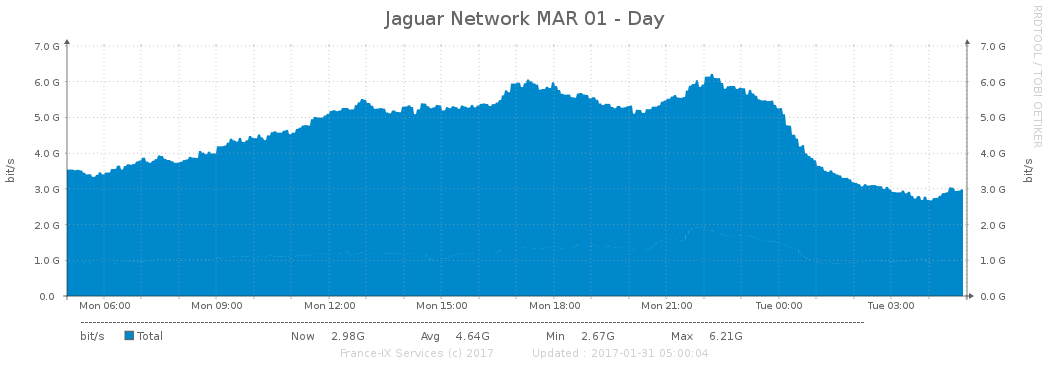 Jaguar Network MAR 01 - Day
RRDTOOL / TOBI OETIKER
7.0 G 7.0 G
6.0 G 6.0 G
5.0 G 5.0 G
4.0 G 4.0 G
3.0 G 3.0 G
2.0 G 2.0 G
1.0 G 1.0 G
0.0 0.0 G
bit/s
bit/s
Mon 06:00 Mon 09:00 Mon 12:00 Mon 15:00 Mon 18:00 Mon 21:00 Tue 00:00 Tue 03:00
bit/s Total Now 2.98G Avg 4.64G Min 2.67G Max 6.21G
France-IX Services (c) 2017 Updated : 2017-01-31 05:00:04